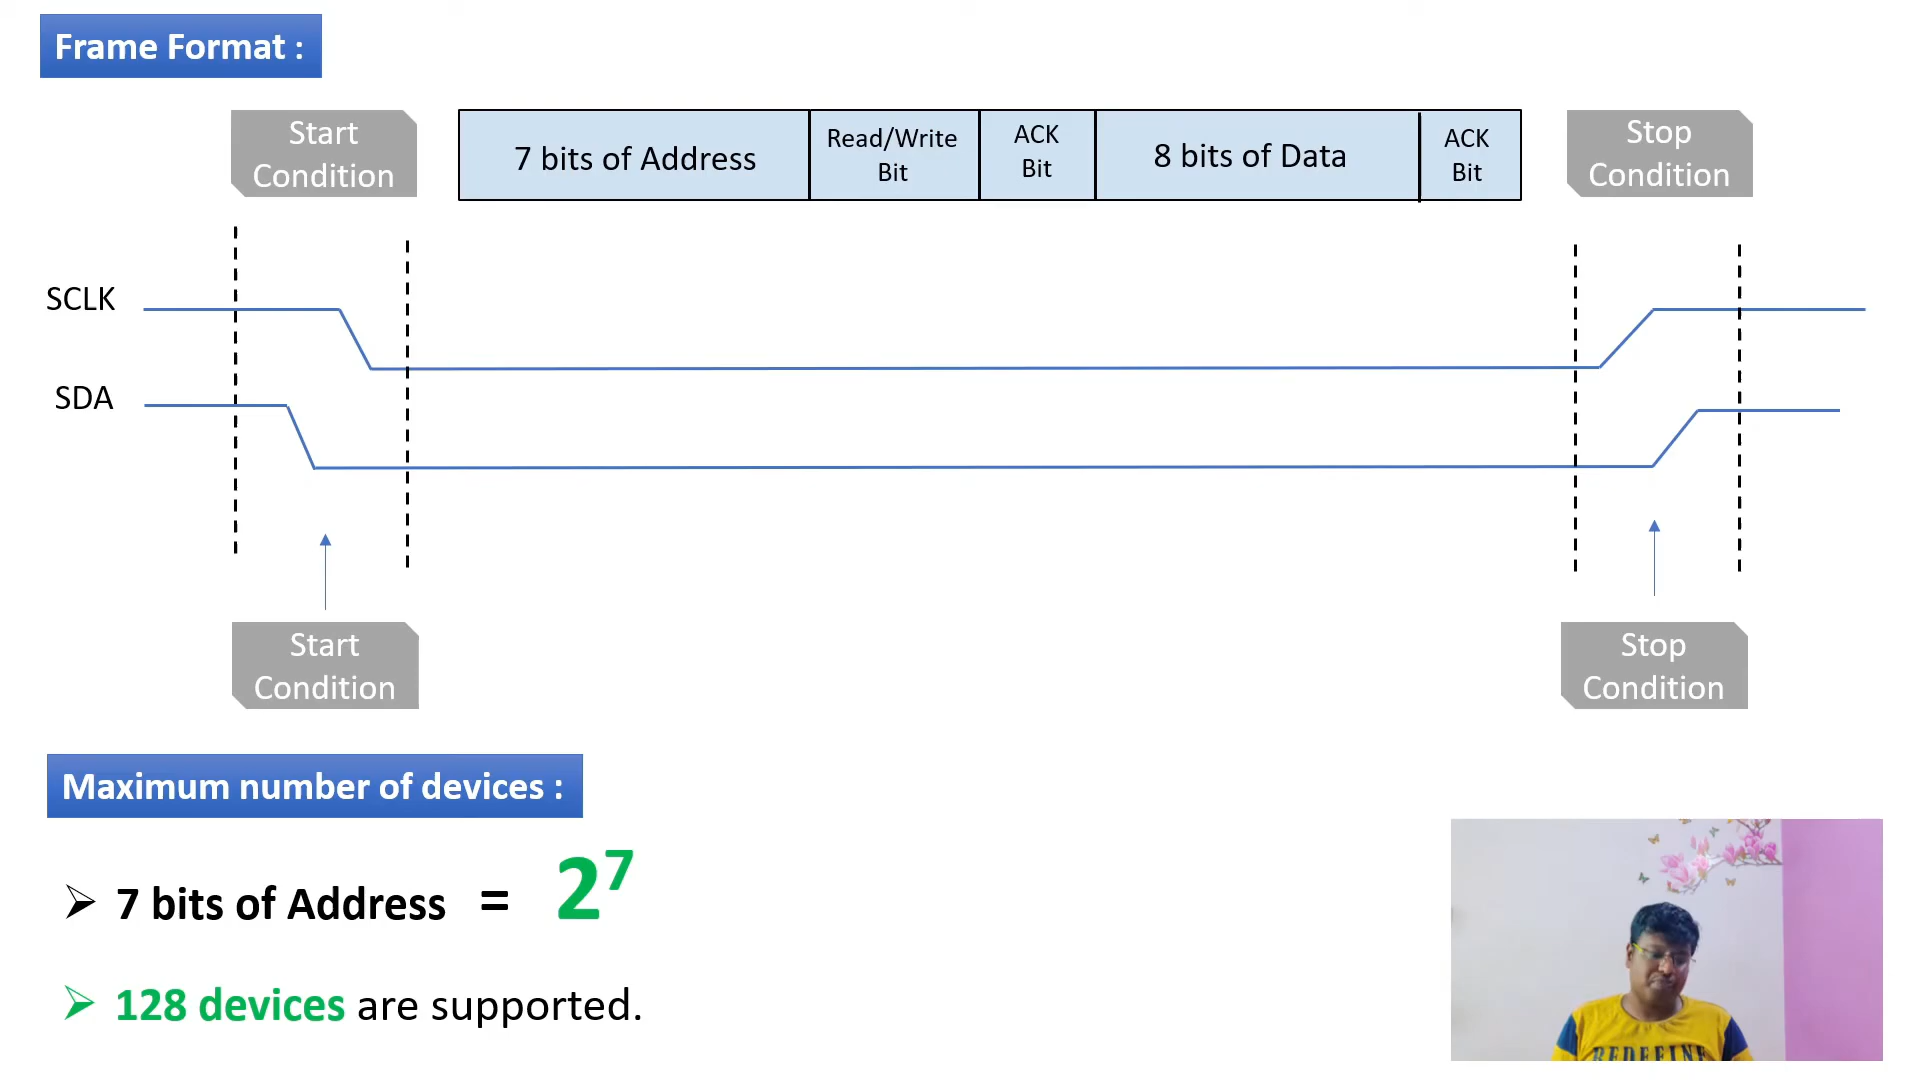 Frame Format :
Start
Condition
7 bits of Address
Read/Write
Bit
ACK
Bit
8 bits of Data
ACK
Bit
Stop
Condition
SCLK
SDA
Start
Condition
Stop
Condition
Maximum number of devices :
7 bits of Address = 2⁷
128 devices are supported.
REDEFINE